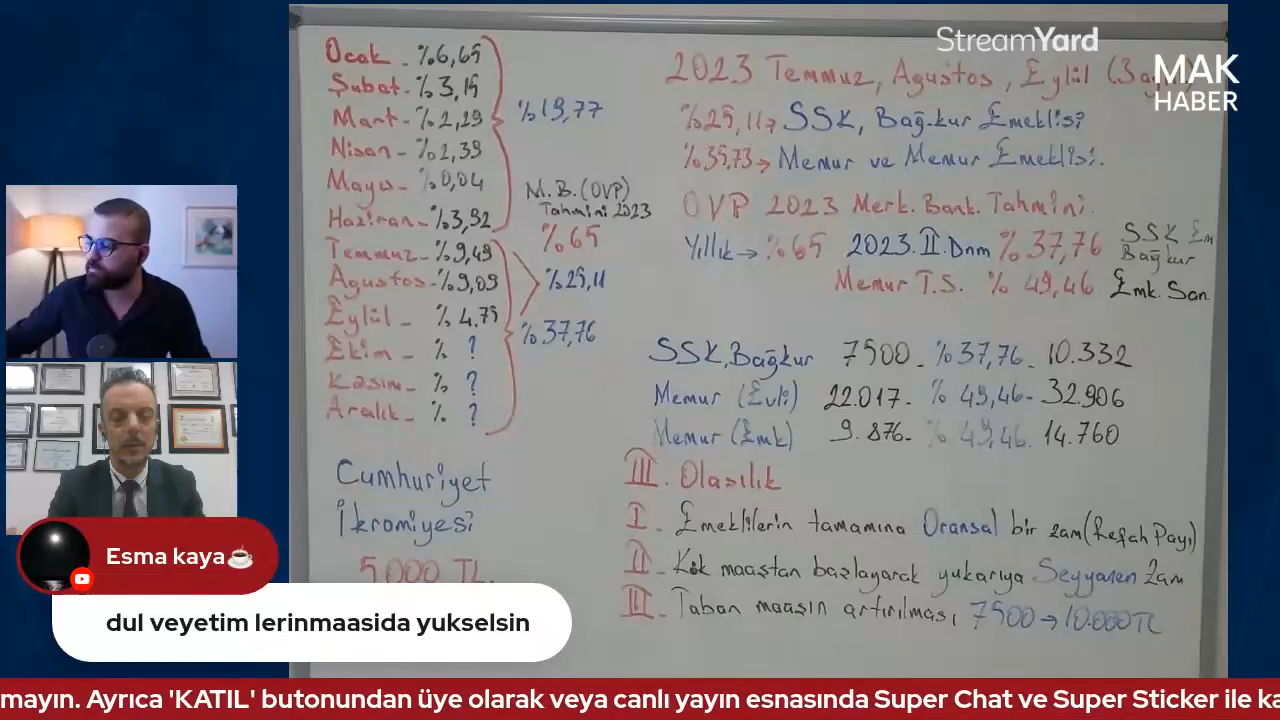 StreamYard
MAK
HABER
Ocak - %6,65
Şubat - %3,15
Mart - %2,29
Nisan - %2,39
Mayıs - %0,04
Haziran - %3,92
Temmuz - %9,49
Ağustos - %9,09
Eylül - % 4.75
Ekim - % ?
Kasım - % ?
Aralık - % ?
%19,77
M.B. (OVP)
Tahmini 2023
%65
%25,11
%37,76
Cumhuriyet
İkramiyesi
5.000 TL.
2023 Temmuz, Ağustos, Eylül (3
%25,11 → SSK, Bağ-kur Emeklisi
%35,73 → Memur ve Memur Emeklisi.
OVP 2023 Merk. Bank. Tahmini.
Yıllık → %65 2023.II.Dnm %37,76 SSK Em
Bağkur
Memur T.S. % 49,46 Emk. San.
SSK, Bağkur 7500 - %37,76 - 10.332
Memur (Evli) 22.017 - % 49,46 - 32.906
Memur (Emk) 9.876 - % 49,46 - 14.760
III. Olasılık
I - Emeklilerin tamamına Oransal bir zam (Refah Payı)
II - Kök maaştan başlayarak yukarıya Seyyanen Zam
III - Taban maaşın artırılması, 7500 → 10.000 TL
Esma kaya☕
dul veyetim lerinmaasida yukselsin
mayın. Ayrıca 'KATIL' butonundan üye olarak veya canlı yayın esnasında Super Chat ve Super Sticker ile ka